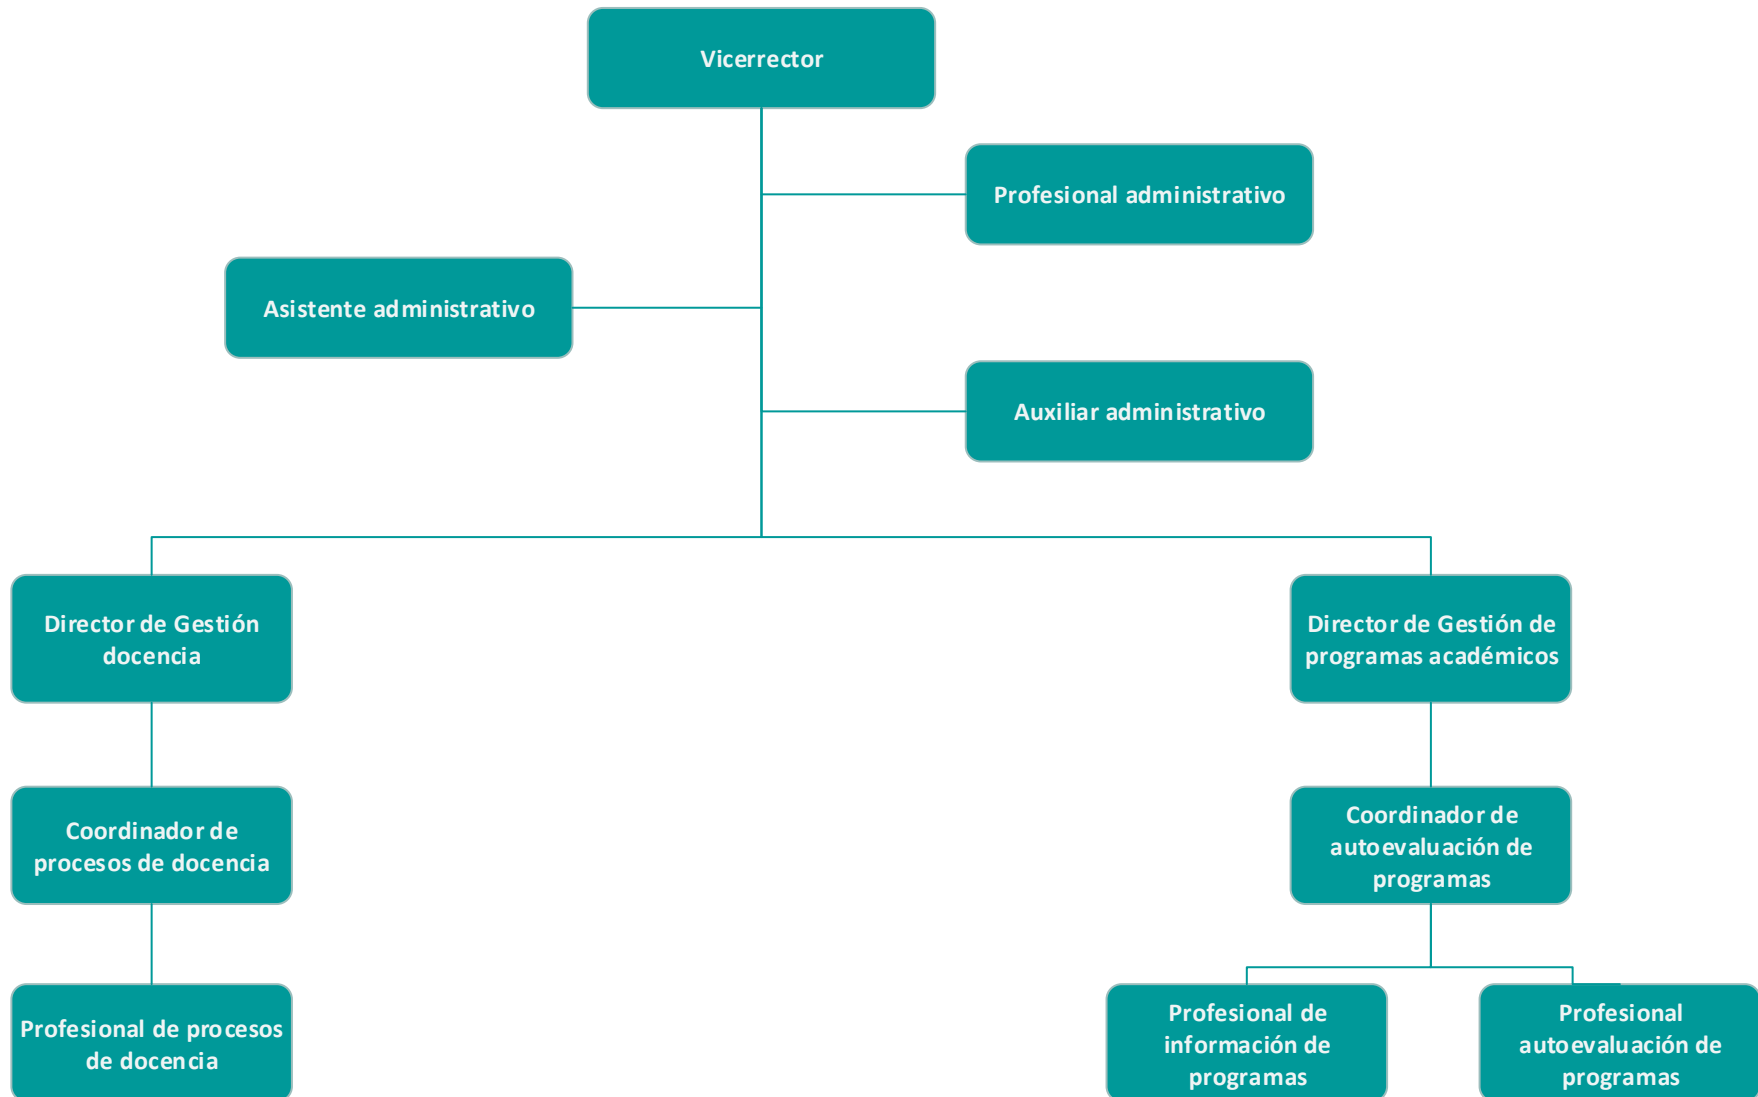 Vicerrector
Profesional administrativo
Asistente administrativo
Auxiliar administrativo
Director de Gestión
docencia
Director de Gestión de
programas académicos
Coordinador de
procesos de docencia
Coordinador de
autoevaluación de
programas
Profesional de procesos
de docencia
Profesional de
información de
programas
Profesional
autoevaluación de
programas